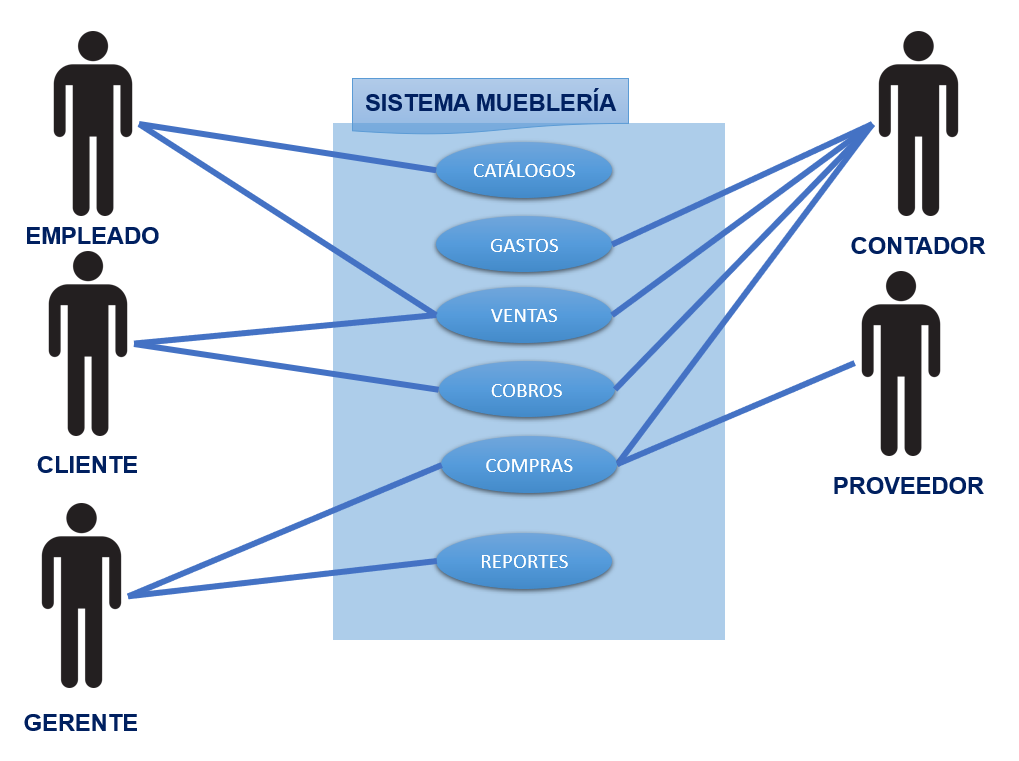 SISTEMA MUEBLERÍA
CATÁLOGOS
GASTOS
VENTAS
COBROS
COMPRAS
REPORTES
EMPLEADO
CLIENTE
GERENTE
CONTADOR
PROVEEDOR